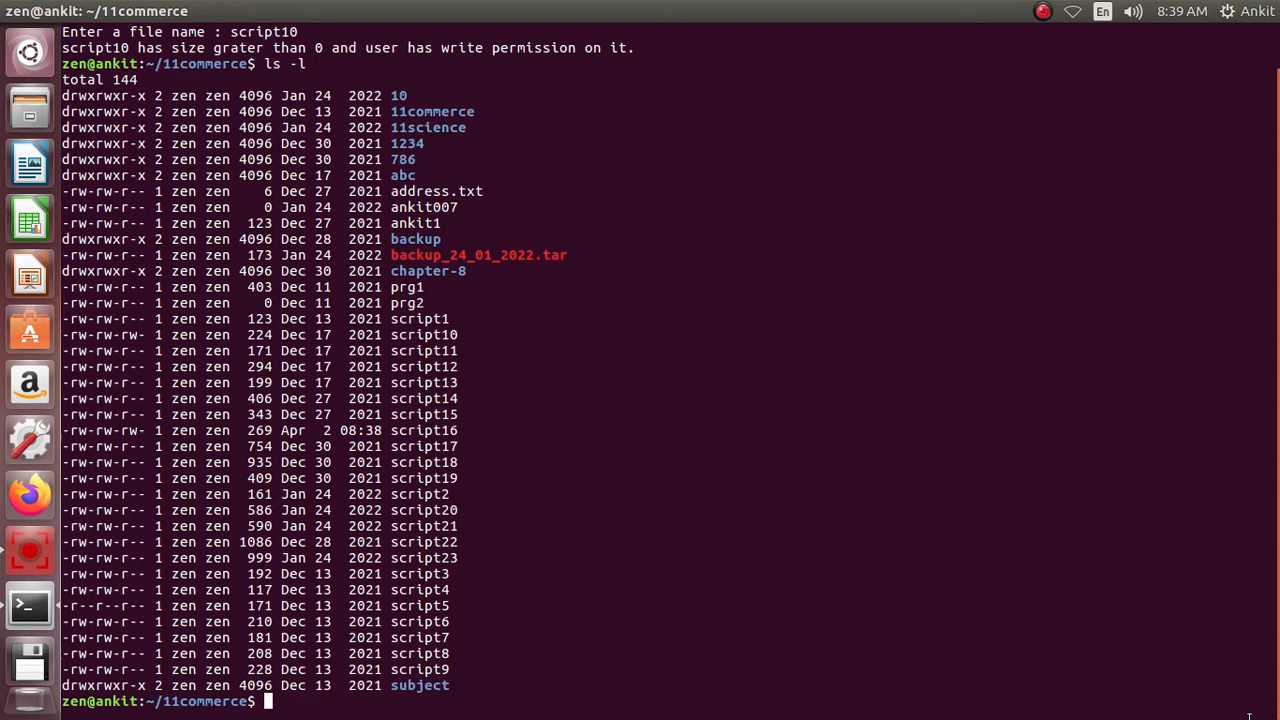 zen@ankit: ~/11commerce En 8:39 AM Ankit
Enter a file name : script10
script10 has size grater than 0 and user has write permission on it.
zen@ankit:~/11commerce$ ls -l
total 144
drwxrwxr-x 2 zen zen 4096 Jan 24  2022 10
drwxrwxr-x 2 zen zen 4096 Dec 13  2021 11commerce
drwxrwxr-x 2 zen zen 4096 Jan 24  2022 11science
drwxrwxr-x 2 zen zen 4096 Dec 30  2021 1234
drwxrwxr-x 2 zen zen 4096 Dec 30  2021 786
drwxrwxr-x 2 zen zen 4096 Dec 17  2021 abc
-rw-rw-r-- 1 zen zen    6 Dec 27  2021 address.txt
-rw-rw-r-- 1 zen zen    0 Jan 24  2022 ankit007
-rw-rw-r-- 1 zen zen  123 Dec 27  2021 ankit1
drwxrwxr-x 2 zen zen 4096 Dec 28  2021 backup
-rw-rw-r-- 1 zen zen  173 Jan 24  2022 backup_24_01_2022.tar
drwxrwxr-x 2 zen zen 4096 Dec 30  2021 chapter-8
-rw-rw-r-- 1 zen zen  403 Dec 11  2021 prg1
-rw-rw-r-- 1 zen zen    0 Dec 11  2021 prg2
-rw-rw-r-- 1 zen zen  123 Dec 13  2021 script1
-rw-rw-rw- 1 zen zen  224 Dec 17  2021 script10
-rw-rw-r-- 1 zen zen  171 Dec 17  2021 script11
-rw-rw-r-- 1 zen zen  294 Dec 17  2021 script12
-rw-rw-r-- 1 zen zen  199 Dec 17  2021 script13
-rw-rw-r-- 1 zen zen  406 Dec 27  2021 script14
-rw-rw-r-- 1 zen zen  343 Dec 27  2021 script15
-rw-rw-rw- 1 zen zen  269 Apr  2 08:38 script16
-rw-rw-r-- 1 zen zen  754 Dec 30  2021 script17
-rw-rw-r-- 1 zen zen  935 Dec 30  2021 script18
-rw-rw-r-- 1 zen zen  409 Dec 30  2021 script19
-rw-rw-r-- 1 zen zen  161 Jan 24  2022 script2
-rw-rw-r-- 1 zen zen  586 Jan 24  2022 script20
-rw-rw-r-- 1 zen zen  590 Jan 24  2022 script21
-rw-rw-r-- 1 zen zen 1086 Dec 28  2021 script22
-rw-rw-r-- 1 zen zen  999 Jan 24  2022 script23
-rw-rw-r-- 1 zen zen  192 Dec 13  2021 script3
-rw-rw-r-- 1 zen zen  117 Dec 13  2021 script4
-r--r--r-- 1 zen zen  171 Dec 13  2021 script5
-rw-rw-r-- 1 zen zen  210 Dec 13  2021 script6
-rw-rw-r-- 1 zen zen  181 Dec 13  2021 script7
-rw-rw-r-- 1 zen zen  208 Dec 13  2021 script8
-rw-rw-r-- 1 zen zen  228 Dec 13  2021 script9
drwxrwxr-x 2 zen zen 4096 Dec 13  2021 subject
zen@ankit:~/11commerce$